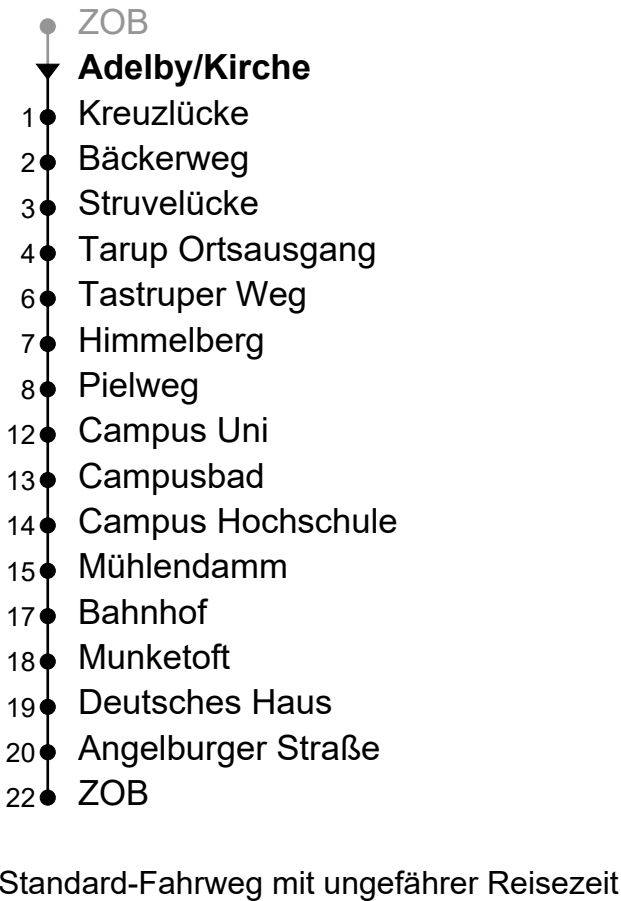 ZOB
Adelby/Kirche
1 Kreuzlücke
2 Bäckerweg
3 Struvelücke
4 Tarup Ortsausgang
6 Tastruper Weg
7 Himmelberg
8 Pielweg
12 Campus Uni
13 Campusbad
14 Campus Hochschule
15 Mühlendamm
17 Bahnhof
18 Munketoft
19 Deutsches Haus
20 Angelburger Straße
22 ZOB
Standard-Fahrweg mit ungefährer Reisezeit